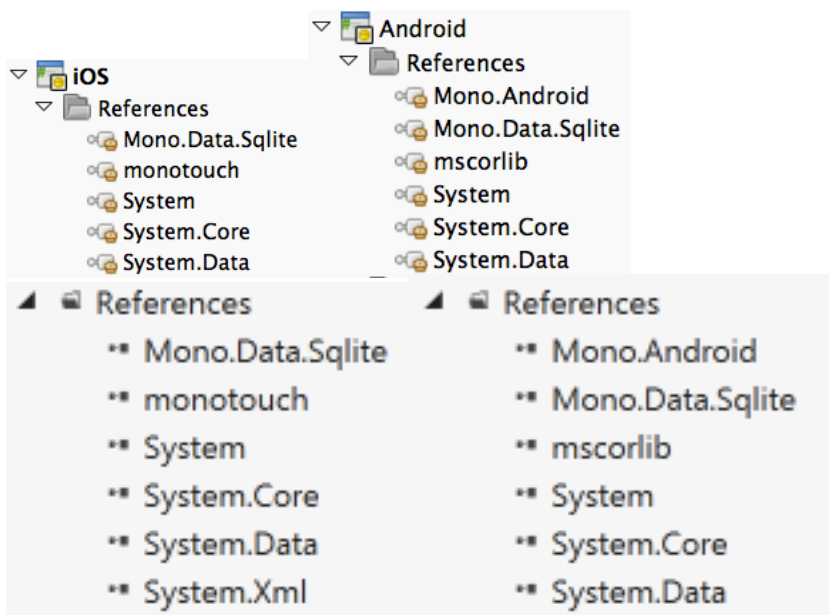 iOS
References
Mono.Data.Sqlite
monotouch
System
System.Core
System.Data
Android
References
Mono.Android
Mono.Data.Sqlite
mscorlib
System
System.Core
System.Data
References
Mono.Data.Sqlite
monotouch
System
System.Core
System.Data
System.Xml
References
Mono.Android
Mono.Data.Sqlite
mscorlib
System
System.Core
System.Data